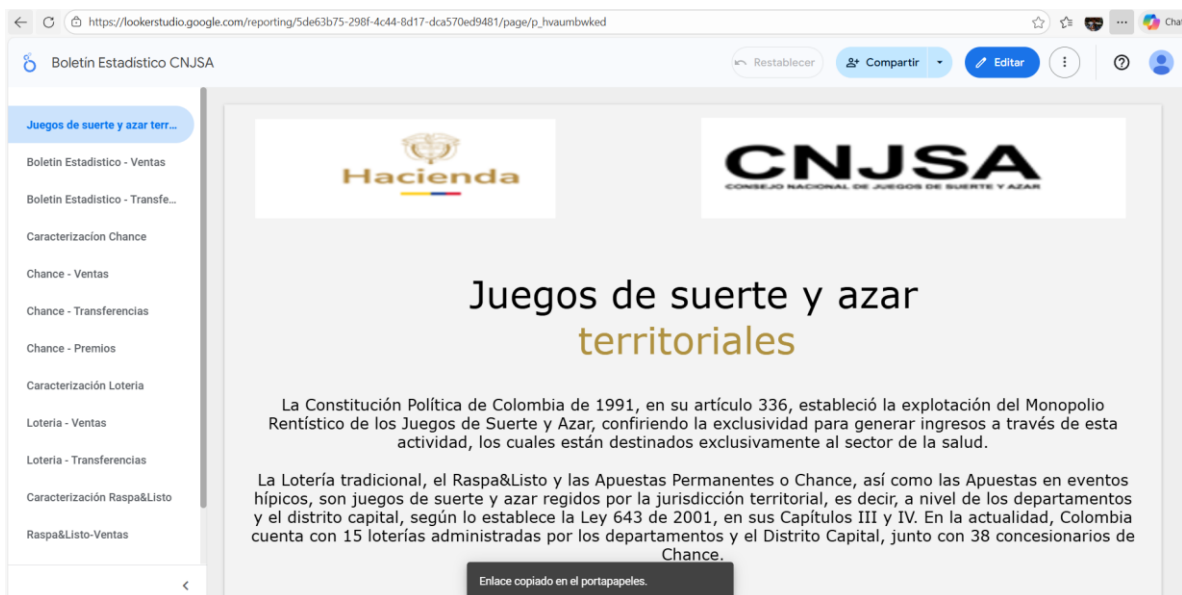 https://lookerstudio.google.com/reporting/5de63b75-298f-4c44-8d17-dca570ed9481/page/p_hvaumbwked
Chat
Boletín Estadístico CNJSA
Restablecer
Compartir
Editar
Juegos de suerte y azar terr...
Boletin Estadistico - Ventas
Boletin Estadistico - Transfe...
Caracterizacíon Chance
Chance - Ventas
Chance - Transferencias
Chance - Premios
Caracterización Loteria
Loteria - Ventas
Loteria - Transferencias
Caracterización Raspa&Listo
Raspa&Listo-Ventas
Hacienda
CNJSA
CONSEJO NACIONAL DE JUEGOS DE SUERTE Y AZAR
Juegos de suerte y azar
territoriales
La Constitución Política de Colombia de 1991, en su artículo 336, estableció la explotación del Monopolio
Rentístico de los Juegos de Suerte y Azar, confiriendo la exclusividad para generar ingresos a través de esta
actividad, los cuales están destinados exclusivamente al sector de la salud.
La Lotería tradicional, el Raspa&Listo y las Apuestas Permanentes o Chance, así como las Apuestas en eventos
hípicos, son juegos de suerte y azar regidos por la jurisdicción territorial, es decir, a nivel de los departamentos
y el distrito capital, según lo establece la Ley 643 de 2001, en sus Capítulos III y IV. En la actualidad, Colombia
cuenta con 15 loterías administradas por los departamentos y el Distrito Capital, junto con 38 concesionarios de
Chance.
Enlace copiado en el portapapeles.